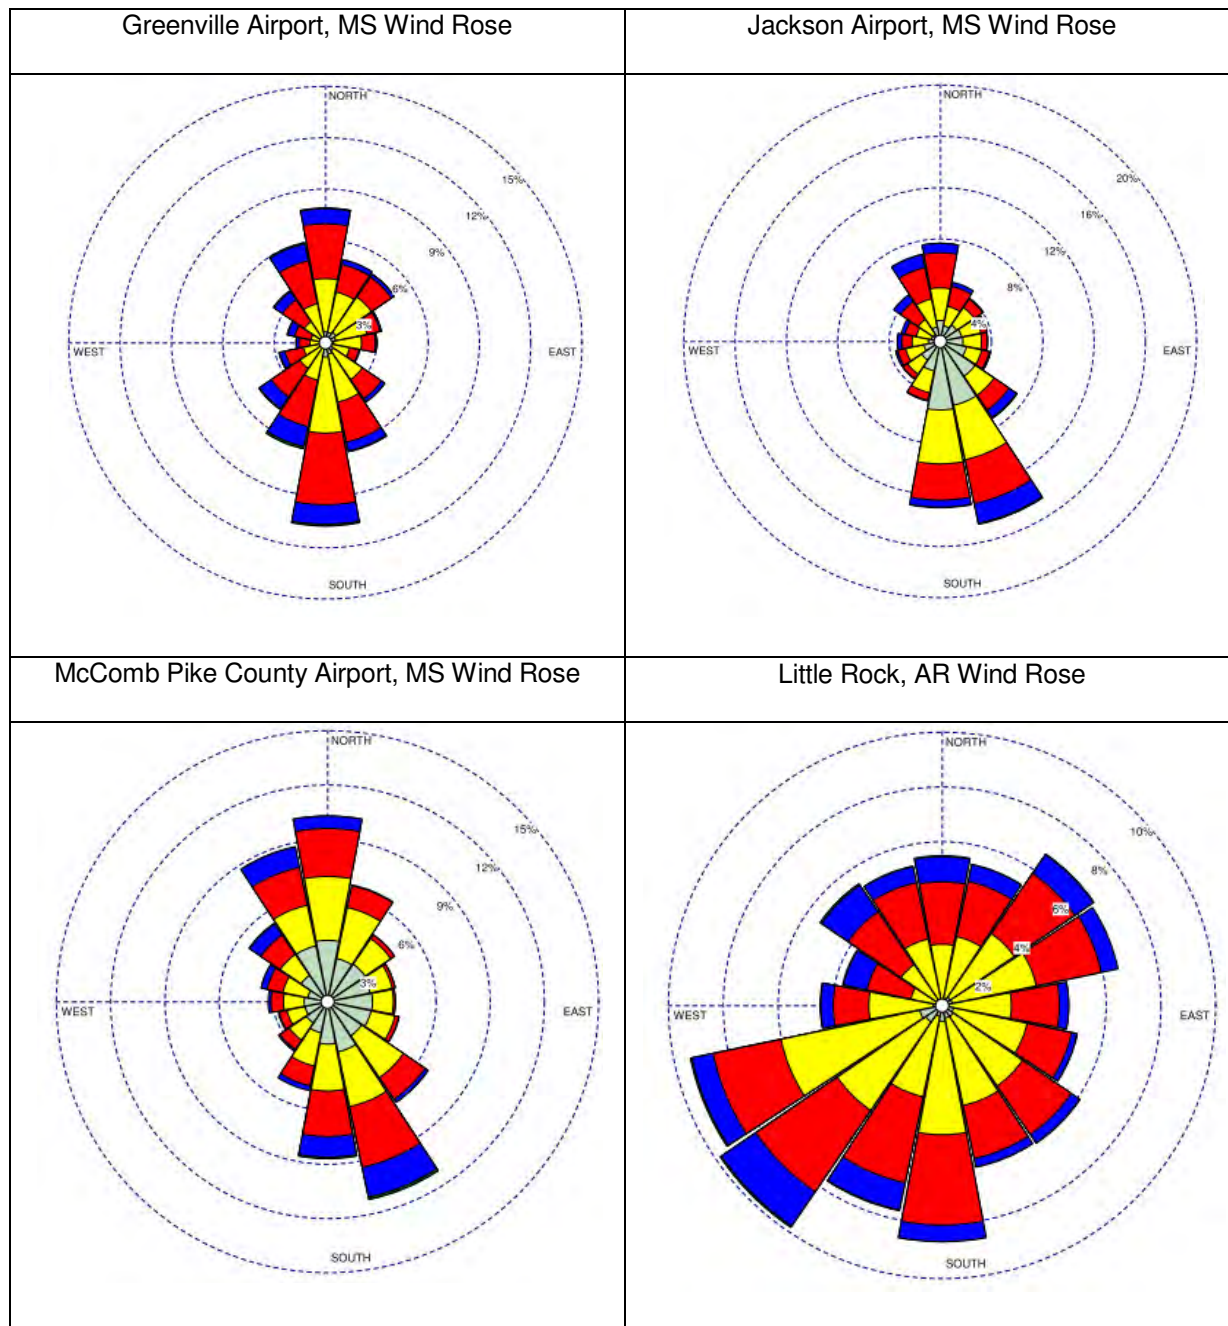 Greenville Airport, MS Wind Rose
Jackson Airport, MS Wind Rose
NORTH
15%
12%
9%
6%
3%
WEST
EAST
SOUTH
NORTH
20%
16%
12%
8%
4%
WEST
EAST
SOUTH
McComb Pike County Airport, MS Wind Rose
Little Rock, AR Wind Rose
NORTH
15%
12%
9%
6%
3%
WEST
EAST
SOUTH
NORTH
10%
8%
6%
4%
2%
WEST
EAST
SOUTH